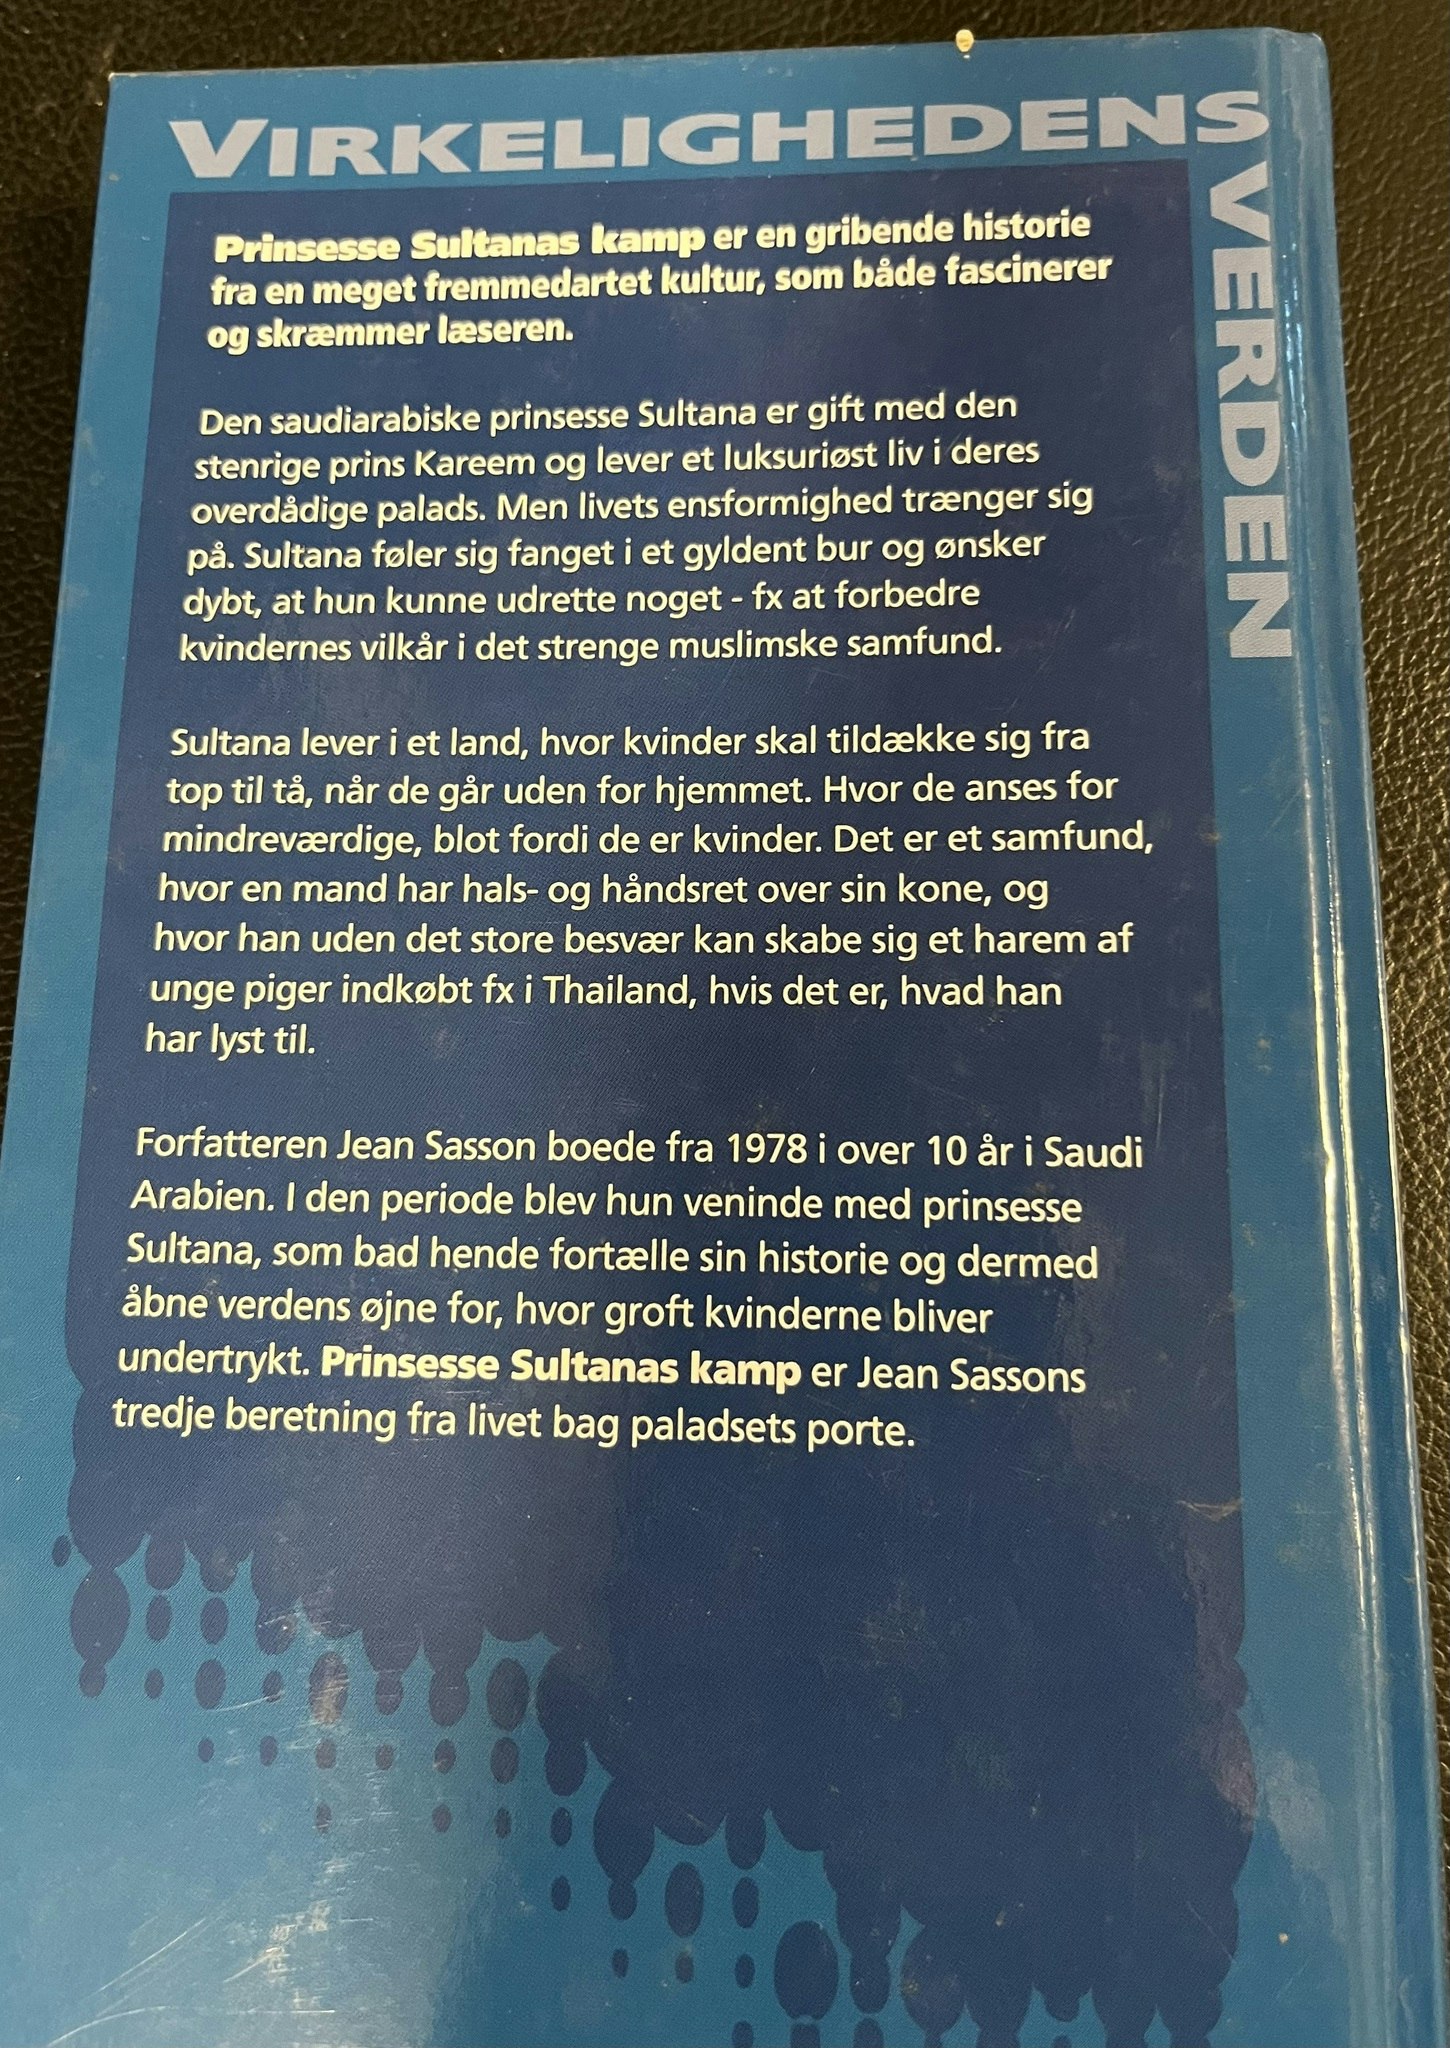 VIRKELIGHEDENS
VERDEN
Prinsesse Sultanas kamp er en gribende historie
fra en meget fremmedartet kultur, som både fascinerer
og skræmmer læseren.
Den saudiarabiske prinsesse Sultana er gift med den
stenrige prins Kareem og lever et luksuriøst liv i deres
overdådige palads. Men livets ensformighed trænger sig
på. Sultana føler sig fanget i et gyldent bur og ønsker
dybt, at hun kunne udrette noget - fx at forbedre
kvindernes vilkår i det strenge muslimske samfund.
Sultana lever i et land, hvor kvinder skal tildække sig fra
top til tå, når de går uden for hjemmet. Hvor de anses for
mindreværdige, blot fordi de er kvinder. Det er et samfund,
hvor en mand har hals- og håndsret over sin kone, og
hvor han uden det store besvær kan skabe sig et harem af
unge piger indkøbt fx i Thailand, hvis det er, hvad han
har lyst til.
Forfatteren Jean Sasson boede fra 1978 i over 10 år i Saudi
Arabien. I den periode blev hun veninde med prinsesse
Sultana, som bad hende fortælle sin historie og dermed
åbne verdens øjne for, hvor groft kvinderne bliver
undertrykt. Prinsesse Sultanas kamp er Jean Sassons
tredje beretning fra livet bag paladsets porte.